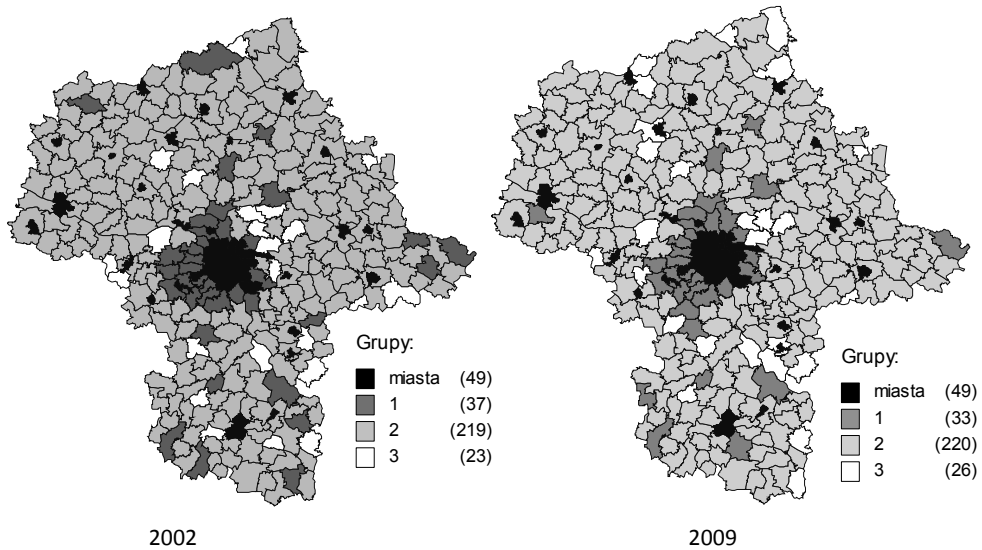 Grupy:
miasta (49)
1 (37)
2 (219)
3 (23)
2002
Grupy:
miasta (49)
1 (33)
2 (220)
3 (26)
2009